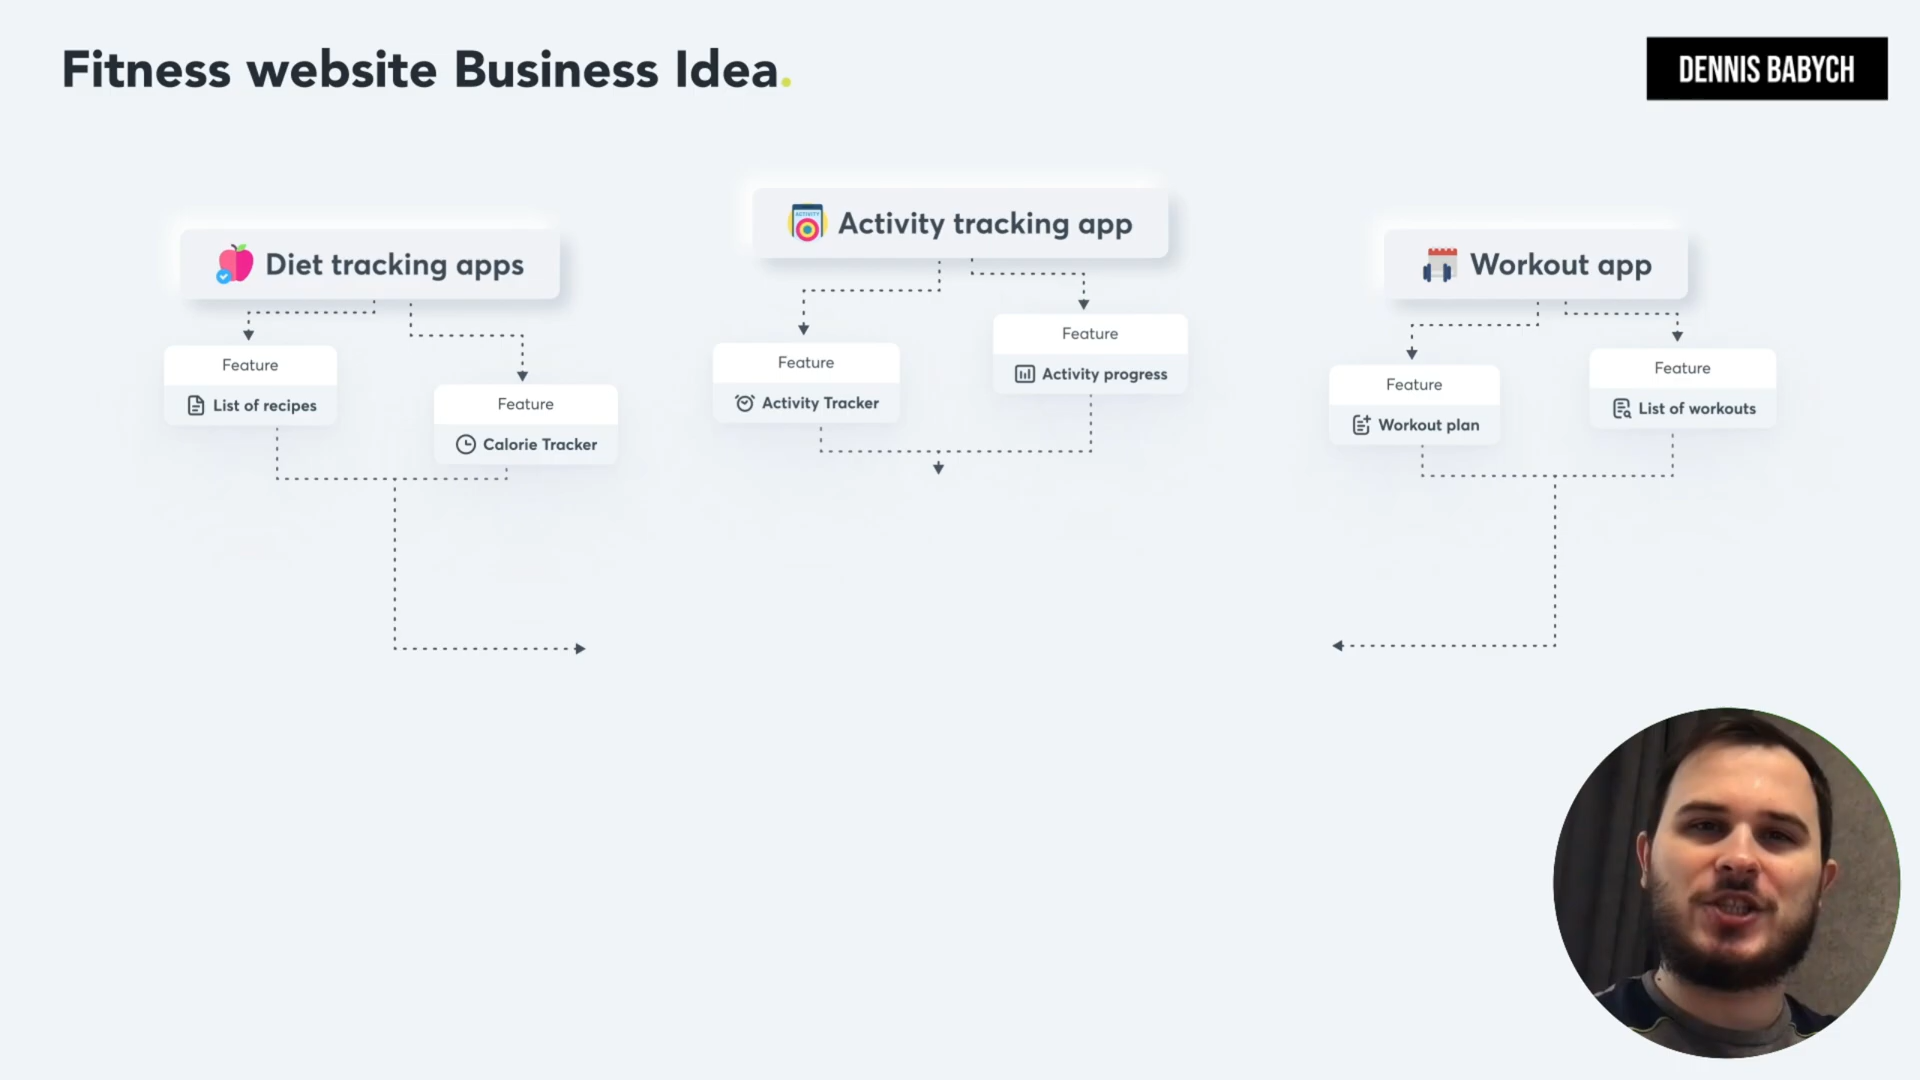 Fitness website Business Idea.
DENNIS BABYCH
Diet tracking apps
Feature
List of recipes
Feature
Calorie Tracker
ACTIVITY
Activity tracking app
Feature
Activity Tracker
Feature
Activity progress
Workout app
Feature
Workout plan
Feature
List of workouts